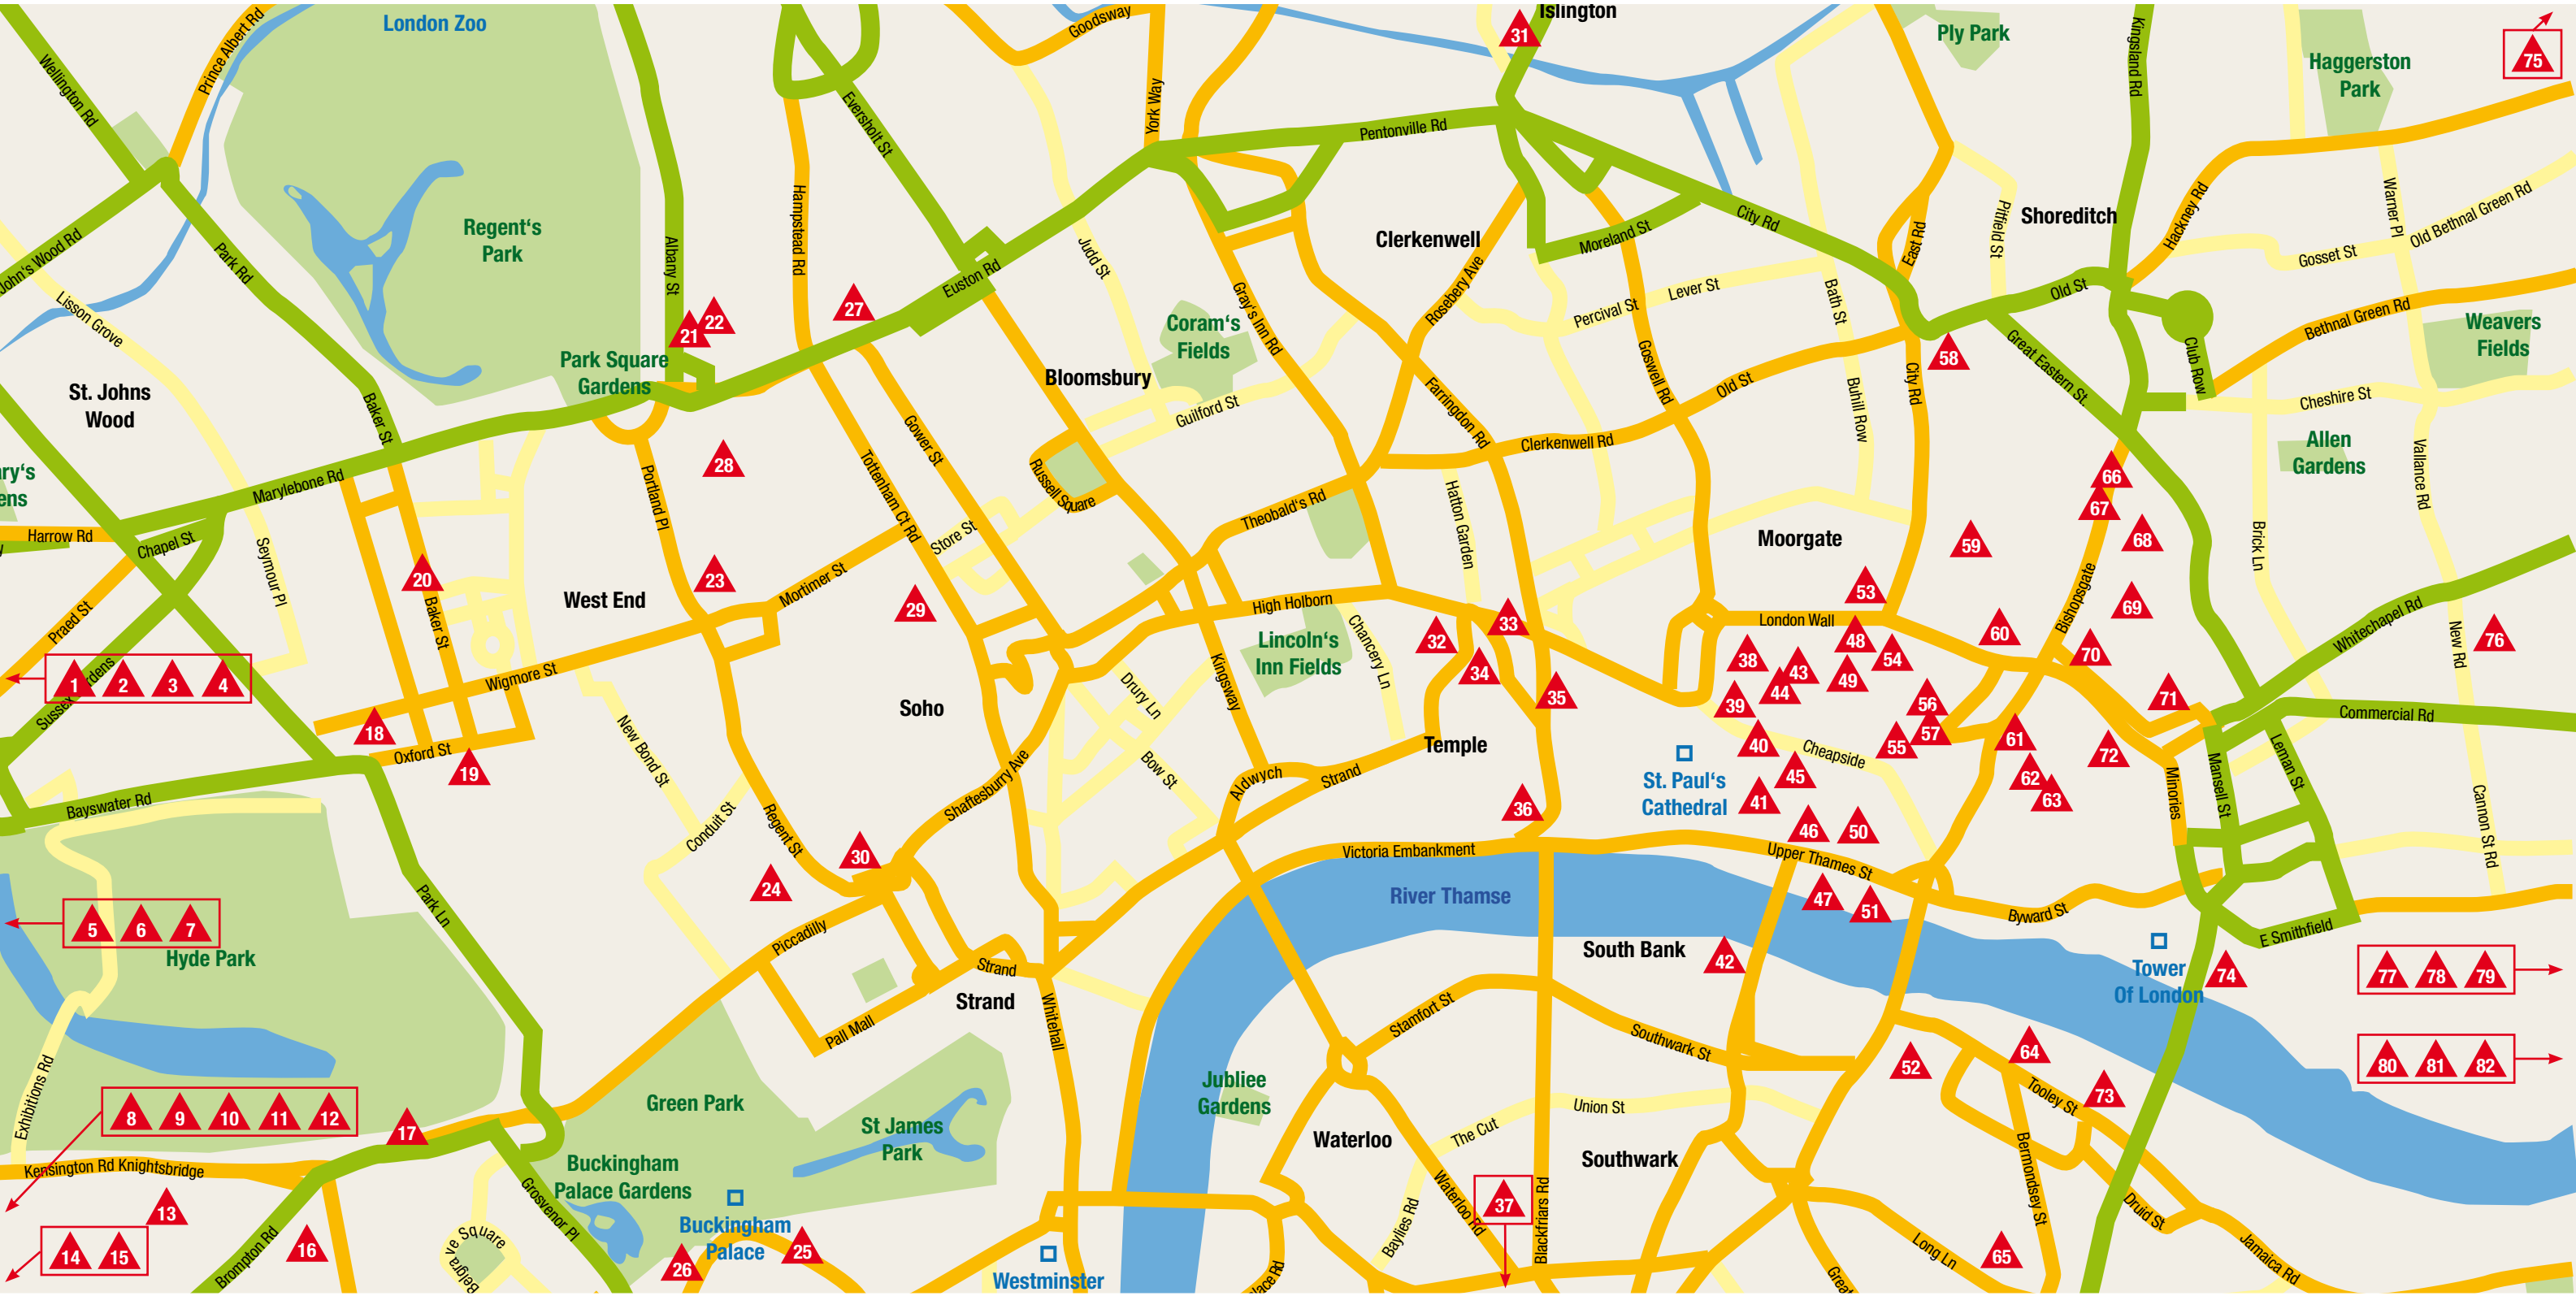 London Zoo
Goodsway
Islington
31
Ply Park
Kingsland Rd
75
Haggerston
Park
Wellington Rd
Prince Albert Rd
Eversholt St
York Way
Pentonville Rd
Regent's
Park
Albany St
Hampstead Rd
Judd St
Clerkenwell
Moreland St
City Rd
East Rd
Pitfield St
Shoreditch
Hackney Rd
Warner Pl
Old Bethnal Green Rd
Gosset St
John's Wood Rd
Park Rd
Lisson Grove
Euston Rd
Gray's Inn Rd
Rosebery Ave
Percival St
Lever St
Bath St
Old St
Bethnal Green Rd
Weavers
Fields
21
22
27
Coram's
Fields
58
Great Eastern St.
Club Row
Park Square
Gardens
St. Johns
Wood
Baker St
Bloomsbury
Guilford St
Farringdon Rd
Goswell Rd
Old St
Buhill Row
City Rd
Cheshire St
Allen
Gardens
Vallance Rd
Gower St
Tottenham Ct Rd
28
Portland Pl
Russell Square
Clerkenwell Rd
66
67
68
ry's
ens
Marylebone Rd
Harrow Rd
Chapel St
Seymour Pl
Store St
Theobald's Rd
Hatton Garden
Moorgate
59
Brick Ln
Praed St
20
Baker St
West End
23
Mortimer St
29
High Holborn
Chancery Ln
33
32
34
35
53
London Wall
48
54
60
Bishopsgate
69
70
Whitechapel Rd
New Rd
76
1
2
3
4
Sussex Gardens
Wigmore St
Lincoln's
Inn Fields
Kingsway
38
43
44
49
39
56
57
55
71
Commercial Rd
18
Oxford St
19
New Bond St
Soho
Drury Ln
Bow St
Temple
St. Paul's
Cathedral
40
Cheapside
45
41
61
62
63
72
Minories
Mansell St
Leman St
Cannon St Rd
Bayswater Rd
Conduit St
Regent St
Shaftesbury Ave
Aldwych
Strand
36
46
50
30
24
Victoria Embankment
Upper Thames St
Park Ln
River Thamse
47
51
Byward St
E Smithfield
5
6
7
Hyde Park
Piccadilly
Strand
Strand
South Bank
42
Tower
Of London
74
77
78
79
Pall Mall
Whitehall
Stamfort St
Southwark St
52
64
Tooley St
73
80
81
82
Exhibitions Rd
8
9
10
11
12
17
Green Park
St James
Park
Jubliee
Gardens
Waterloo
The Cut
Union St
Southwark
Bermondsey St
Kensington Rd Knightsbridge
Buckingham
Palace Gardens
Grosvenor Pl
Buckingham
Palace
Waterloo Rd
37
Blackfriars Rd
Baylies Rd
Druid St
13
14
15
16
Brompton Rd
Belgra
ve Square
26
25
Westminster
lace Rd
Great
Long Ln
65
Jamaica Rd